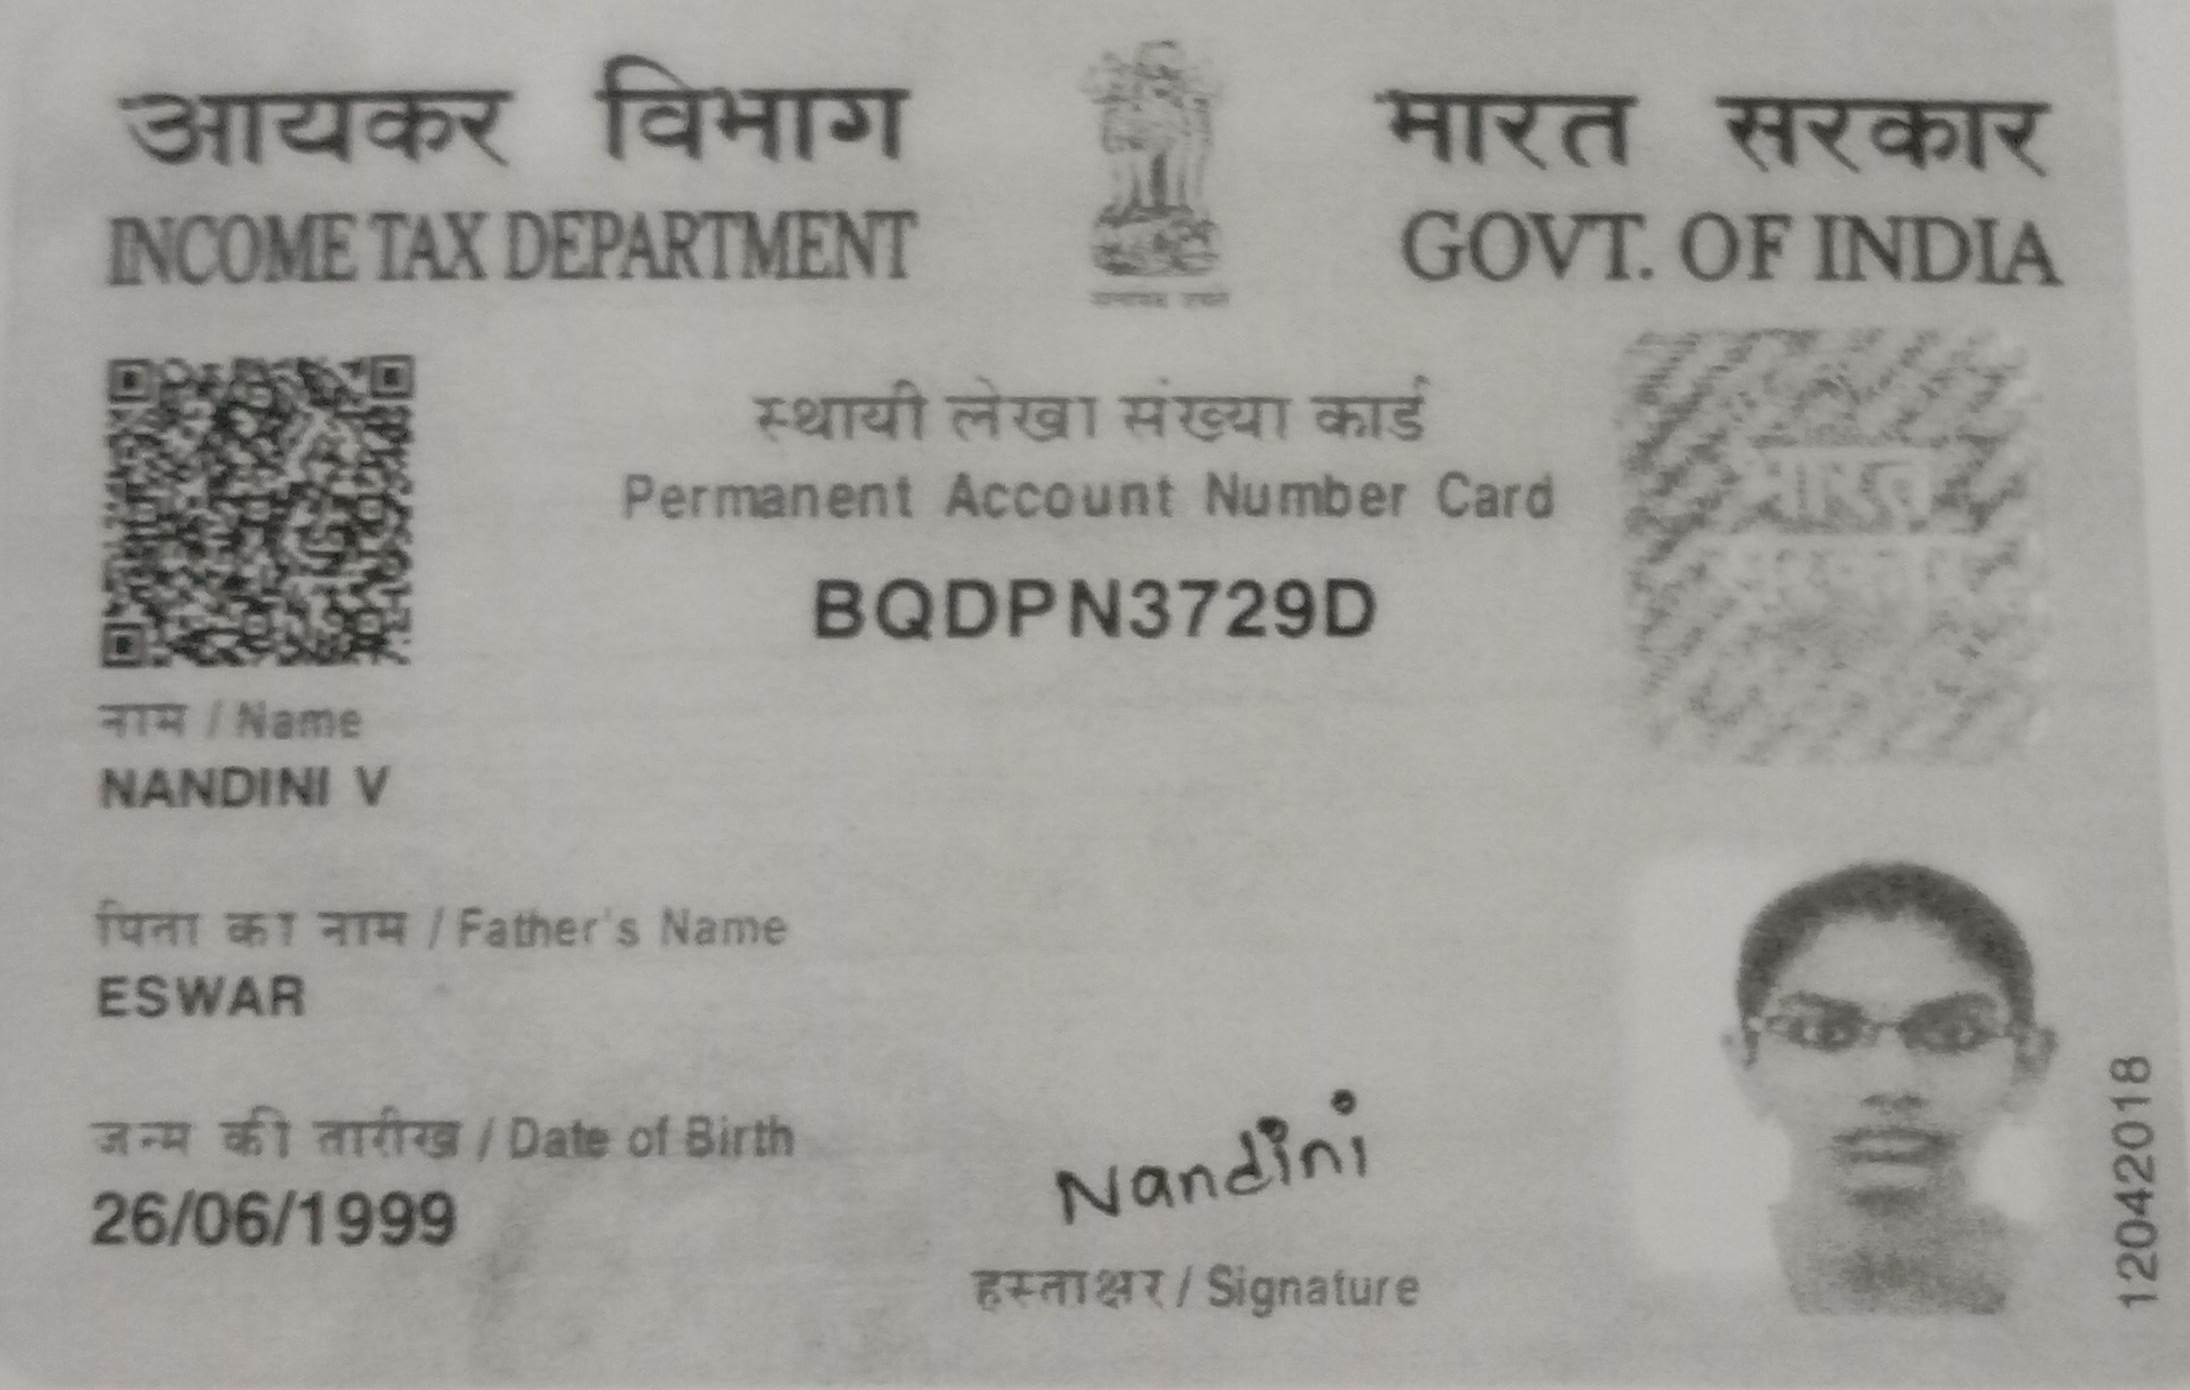 आयकर विभाग
INCOME TAX DEPARTMENT
भारत सरकार
GOVT. OF INDIA
स्थायी लेखा संख्या कार्ड
Permanent Account Number Card
BQDPN3729D
भारत
नाम / Name
NANDINI V
पिता का नाम / Father's Name
ESWAR
जन्म की तारीख / Date of Birth
26/06/1999
Nandini
हस्ताक्षर / Signature
12042018